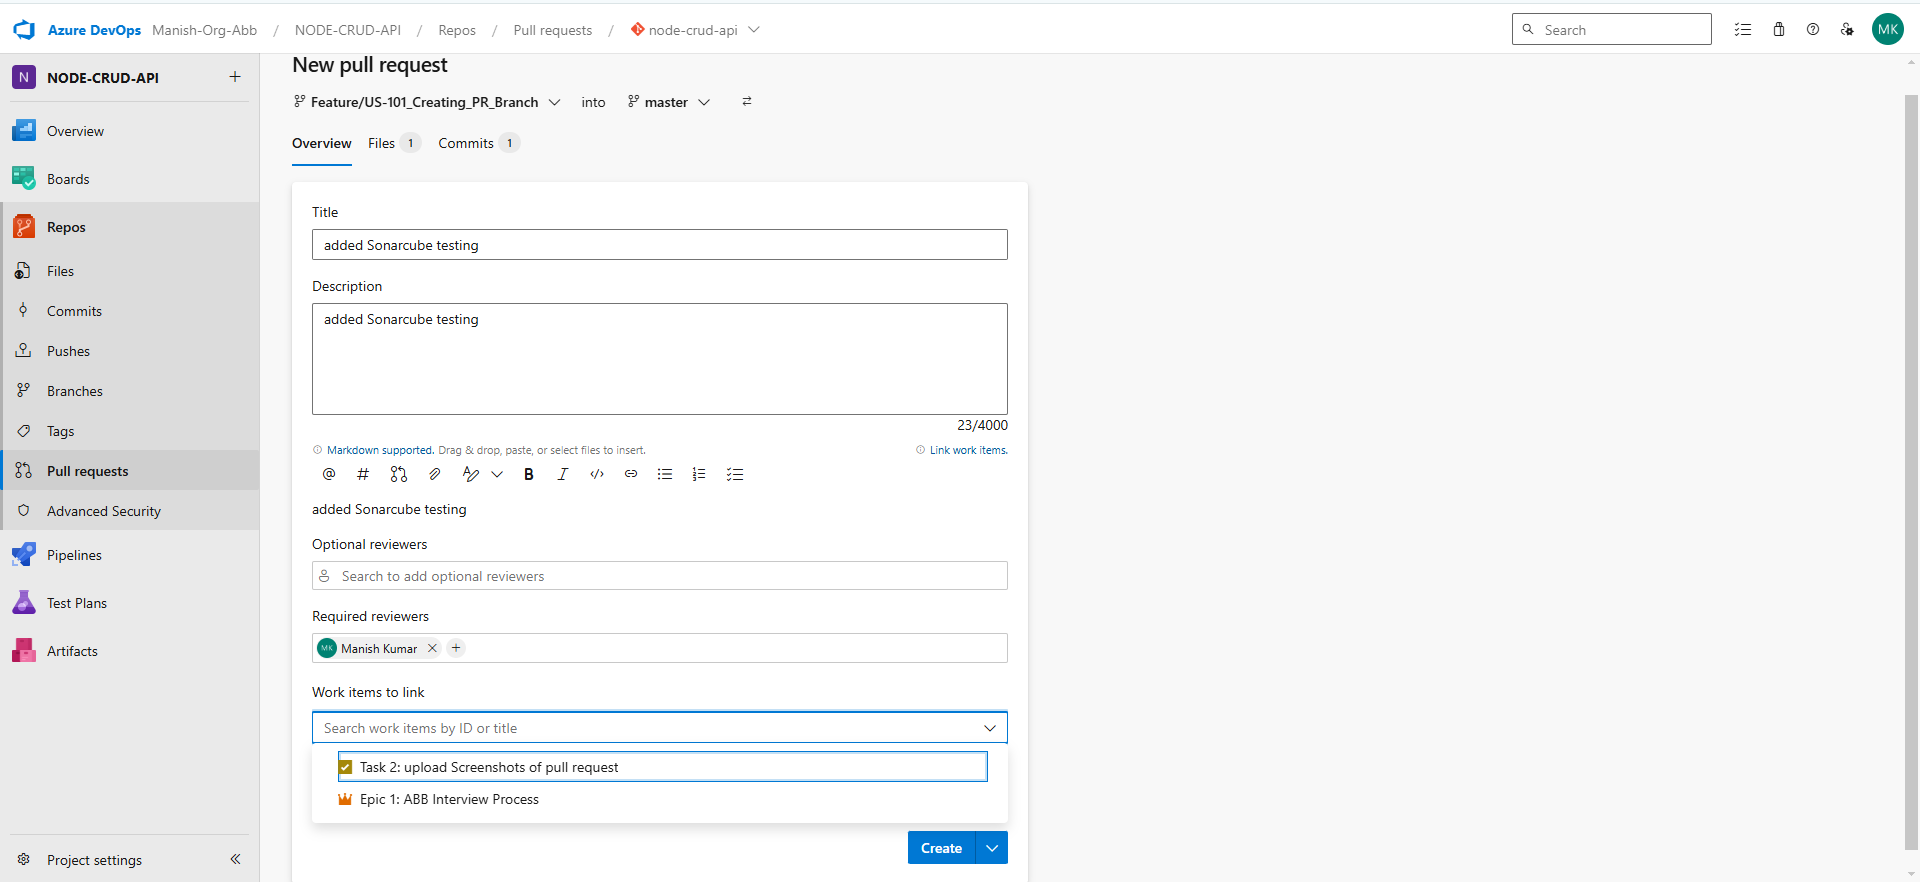 Azure DevOps Manish-Org-Abb / NODE-CRUD-API / Repos / Pull requests / node-crud-api
Search
MK
N NODE-CRUD-API +
Overview
Boards
Repos
Files
Commits
Pushes
Branches
Tags
Pull requests
Advanced Security
Pipelines
Test Plans
Artifacts
Project settings
New pull request
Feature/US-101_Creating_PR_Branch into master
Overview Files 1 Commits 1
Title
added Sonarcube testing
Description
added Sonarcube testing
23/4000
Markdown supported. Drag & drop, paste, or select files to insert. Link work items.
@ # B I </>
added Sonarcube testing
Optional reviewers
Search to add optional reviewers
Required reviewers
MK Manish Kumar
Work items to link
Search work items by ID or title
Task 2: upload Screenshots of pull request
Epic 1: ABB Interview Process
Create